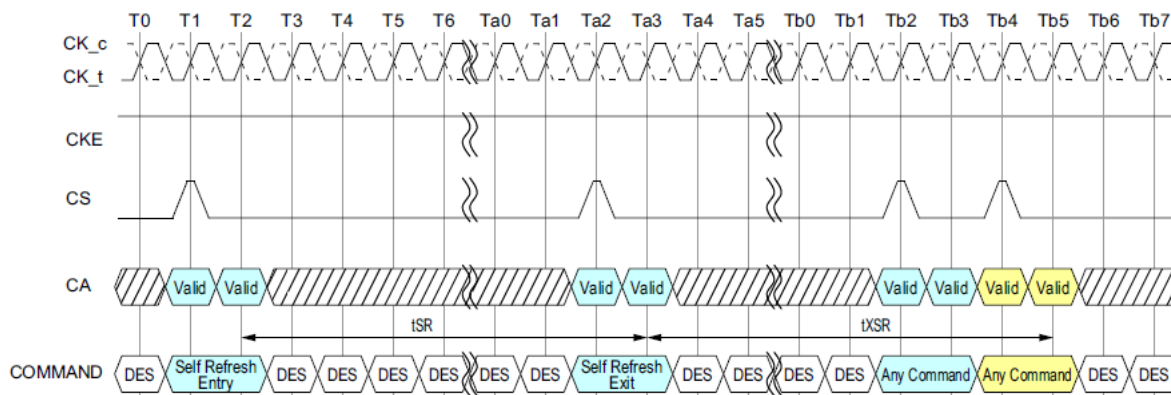 T0 T1 T2 T3 T4 T5 T6 Ta0 Ta1 Ta2 Ta3 Ta4 Ta5 Tb0 Tb1 Tb2 Tb3 Tb4 Tb5 Tb6 Tb7
CK_c
CK_t
CKE
CS
CA Valid Valid Valid Valid Valid Valid Valid Valid
tSR tXSR
COMMAND DES Self Refresh Entry DES DES DES DES DES DES Self Refresh Exit DES DES DES DES Any Command Any Command DES DES